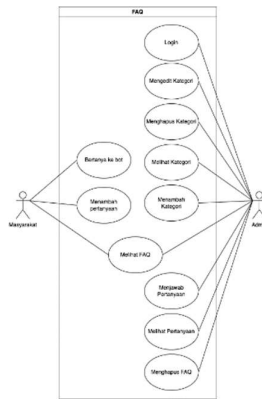 FAQ
Login
Mengedit Kategori
Menghapus Kategori
Bertanya ke bot
Melihat Kategori
Menambah
pertanyaan
Menambah
Kategori
Masyarakat
Melihat FAQ
Menjawab
Pertanyaan
Melihat Pertanyaan
Menghapus FAQ